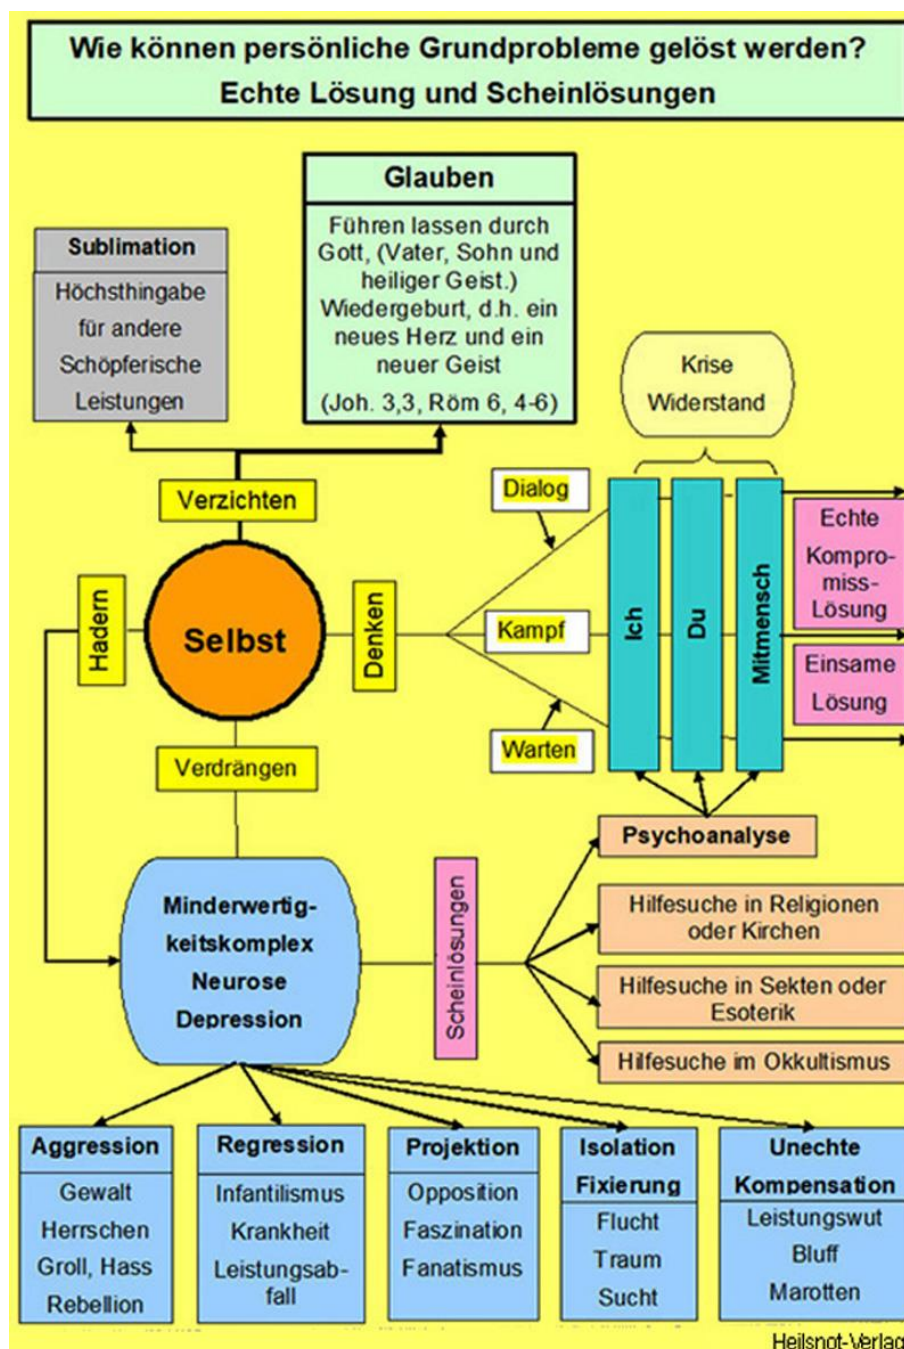 Wie können persönliche Grundprobleme gelöst werden?
Echte Lösung und Scheinlösungen
Glauben
Führen lassen durch
Gott, (Vater, Sohn und
heiliger Geist.)
Wiedergeburt, d.h. ein
neues Herz und ein
neuer Geist
(Joh. 3,3, Röm 6, 4-6)
Sublimation
Höchsthingabe
für andere
Schöpferische
Leistungen
Krise
Widerstand
Verzichten
Dialog
Echte
Kompro-
miss-
Lösung
Hadern
Selbst
Denken
Kampf
Ich
Du
Mitmensch
Einsame
Lösung
Warten
Verdrängen
Psychoanalyse
Minderwertig-
keitskomplex
Neurose
Depression
Scheinlösungen
Hilfesuche in Religionen
oder Kirchen
Hilfesuche in Sekten oder
Esoterik
Hilfesuche im Okkultismus
Aggression
Gewalt
Herrschen
Groll, Hass
Rebellion
Regression
Infantilismus
Krankheit
Leistungsab-
fall
Projektion
Opposition
Faszination
Fanatismus
Isolation
Fixierung
Flucht
Traum
Sucht
Unechte
Kompensation
Leistungswut
Bluff
Marotten
Heilsnot-Verlag